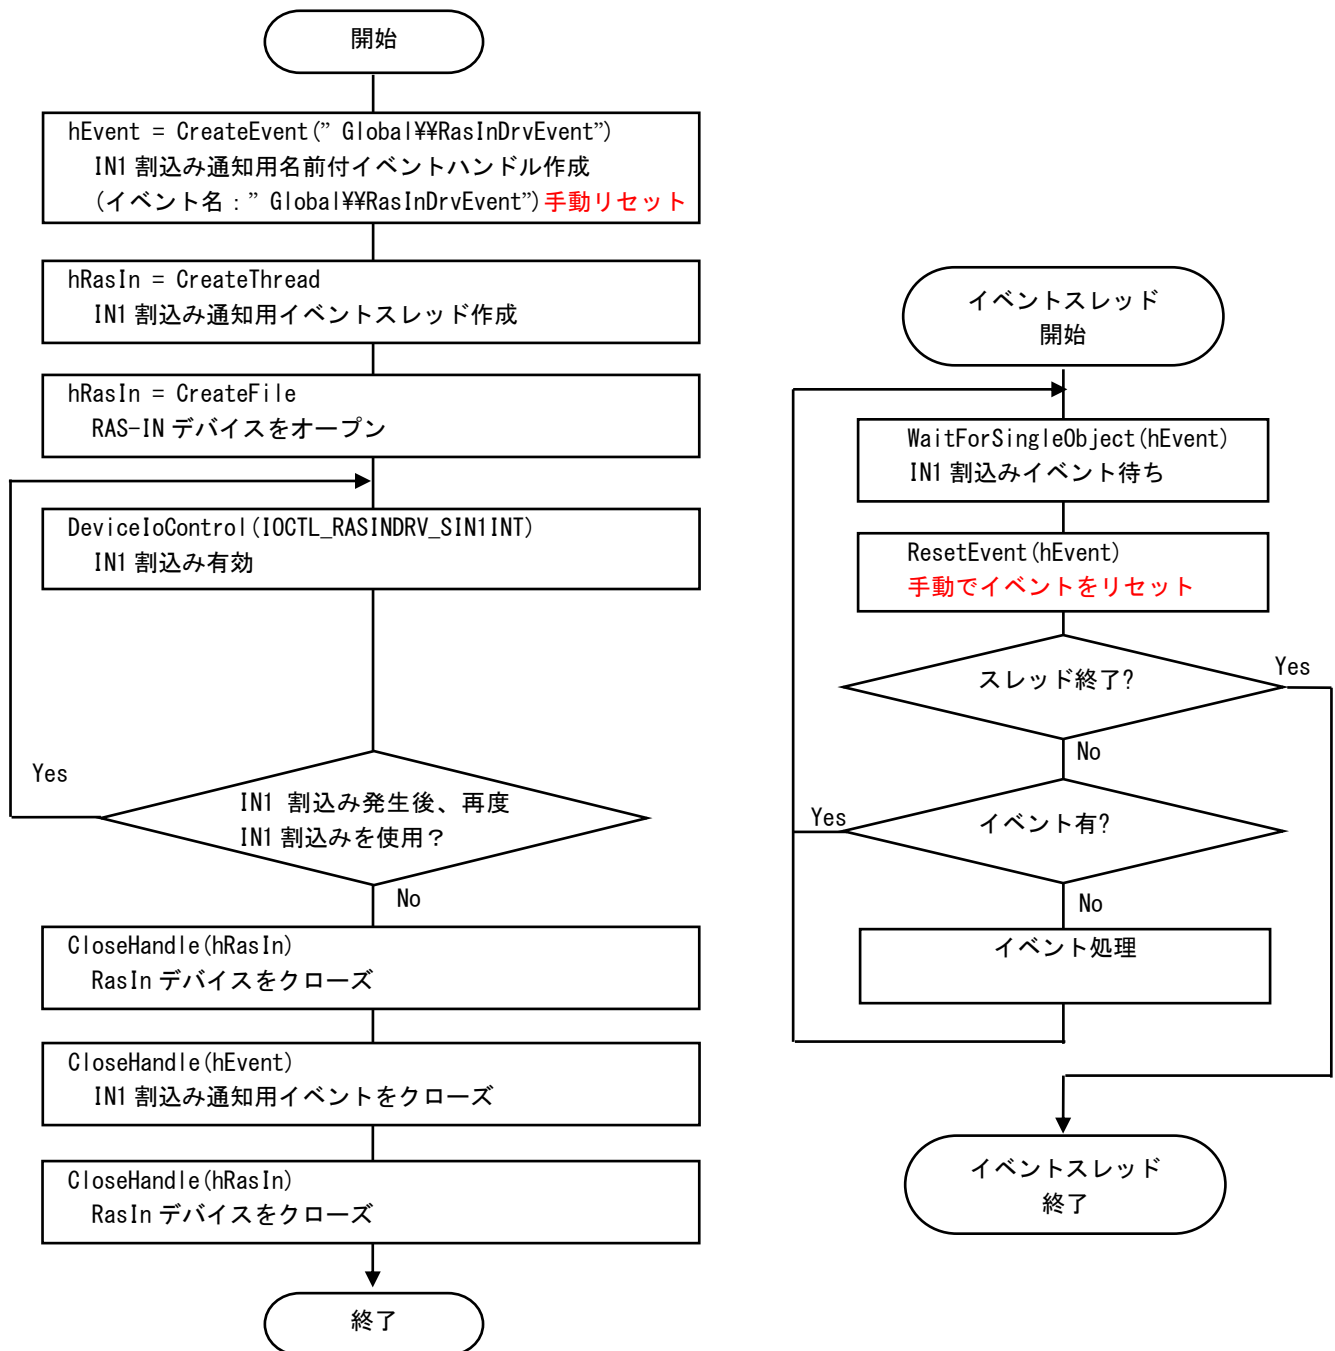 開始
hEvent = CreateEvent(” Global¥¥RasInDrvEvent”)
IN1 割込み通知用名前付イベントハンドル作成
(イベント名：” Global¥¥RasInDrvEvent”)手動リセット
hRasIn = CreateThread
IN1 割込み通知用イベントスレッド作成
hRasIn = CreateFile
RAS-IN デバイスをオープン
DeviceIoControl(IOCTL_RASINDRV_SIN1INT)
IN1 割込み有効
Yes
IN1 割込み発生後、再度
IN1 割込みを使用？
No
CloseHandle(hRasIn)
RasIn デバイスをクローズ
CloseHandle(hEvent)
IN1 割込み通知用イベントをクローズ
CloseHandle(hRasIn)
RasIn デバイスをクローズ
終了
イベントスレッド
開始
WaitForSingleObject(hEvent)
IN1 割込みイベント待ち
ResetEvent(hEvent)
手動でイベントをリセット
スレッド終了?
Yes
No
イベント有?
Yes
No
イベント処理
イベントスレッド
終了